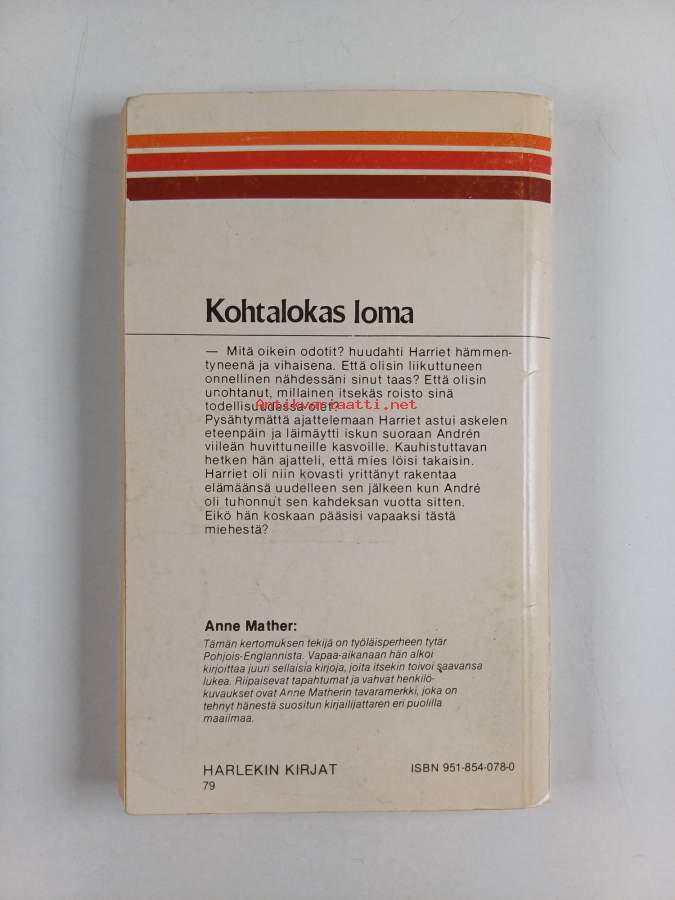 Kohtalokas loma
— Mitä oikein odotit? huudahti Harriet hämmen-
tyneenä ja vihaisena. Että olisin liikuttuneen
onnellinen nähdessäni sinut taas? Että olisin
unohtanut, millainen itsekäs roisto sinä
todellisuudessa olet?
Antikvariaatti.net
Pysähtymättä ajattelemaan Harriet astui askelen
eteenpäin ja läimäytti iskun suoraan Andrén
viileän huvittuneille kasvoille. Kauhistuttavan
hetken hän ajatteli, että mies löisi takaisin.
Harriet oli niin kovasti yrittänyt rakentaa
elämäänsä uudelleen sen jälkeen kun André
oli tuhonnut sen kahdeksan vuotta sitten.
Eikö hän koskaan pääsisi vapaaksi tästä
miehestä?
Anne Mather:
Tämän kertomuksen tekijä on työläisperheen tytär
Pohjois-Englannista. Vapaa-aikanaan hän alkoi
kirjoittaa juuri sellaisia kirjoja, joita itsekin toivoi saavansa
lukea. Riipaisevat tapahtumat ja vahvat henkilö-
kuvaukset ovat Anne Matherin tavaramerkki, joka on
tehnyt hänestä suositun kirjailijattaren eri puolilla
maailmaa.
HARLEKIN KIRJAT
ISBN 951-854-078-0
79